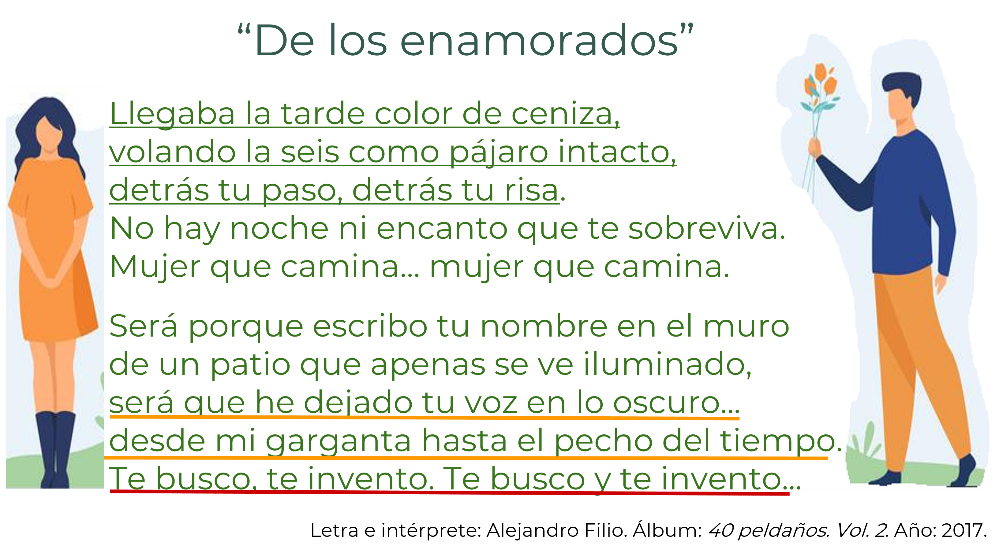 “De los enamorados”
Llegaba la tarde color de ceniza,
volando la seis como pájaro intacto,
detrás tu paso, detrás tu risa.
No hay noche ni encanto que te sobreviva.
Mujer que camina... mujer que camina.
Será porque escribo tu nombre en el muro
de un patio que apenas se ve iluminado,
será que he dejado tu voz en lo oscuro...
desde mi garganta hasta el pecho del tiempo.
Te busco, te invento. Te busco y te invento...
Letra e intérprete: Alejandro Filio. Álbum: 40 peldaños. Vol. 2. Año: 2017.